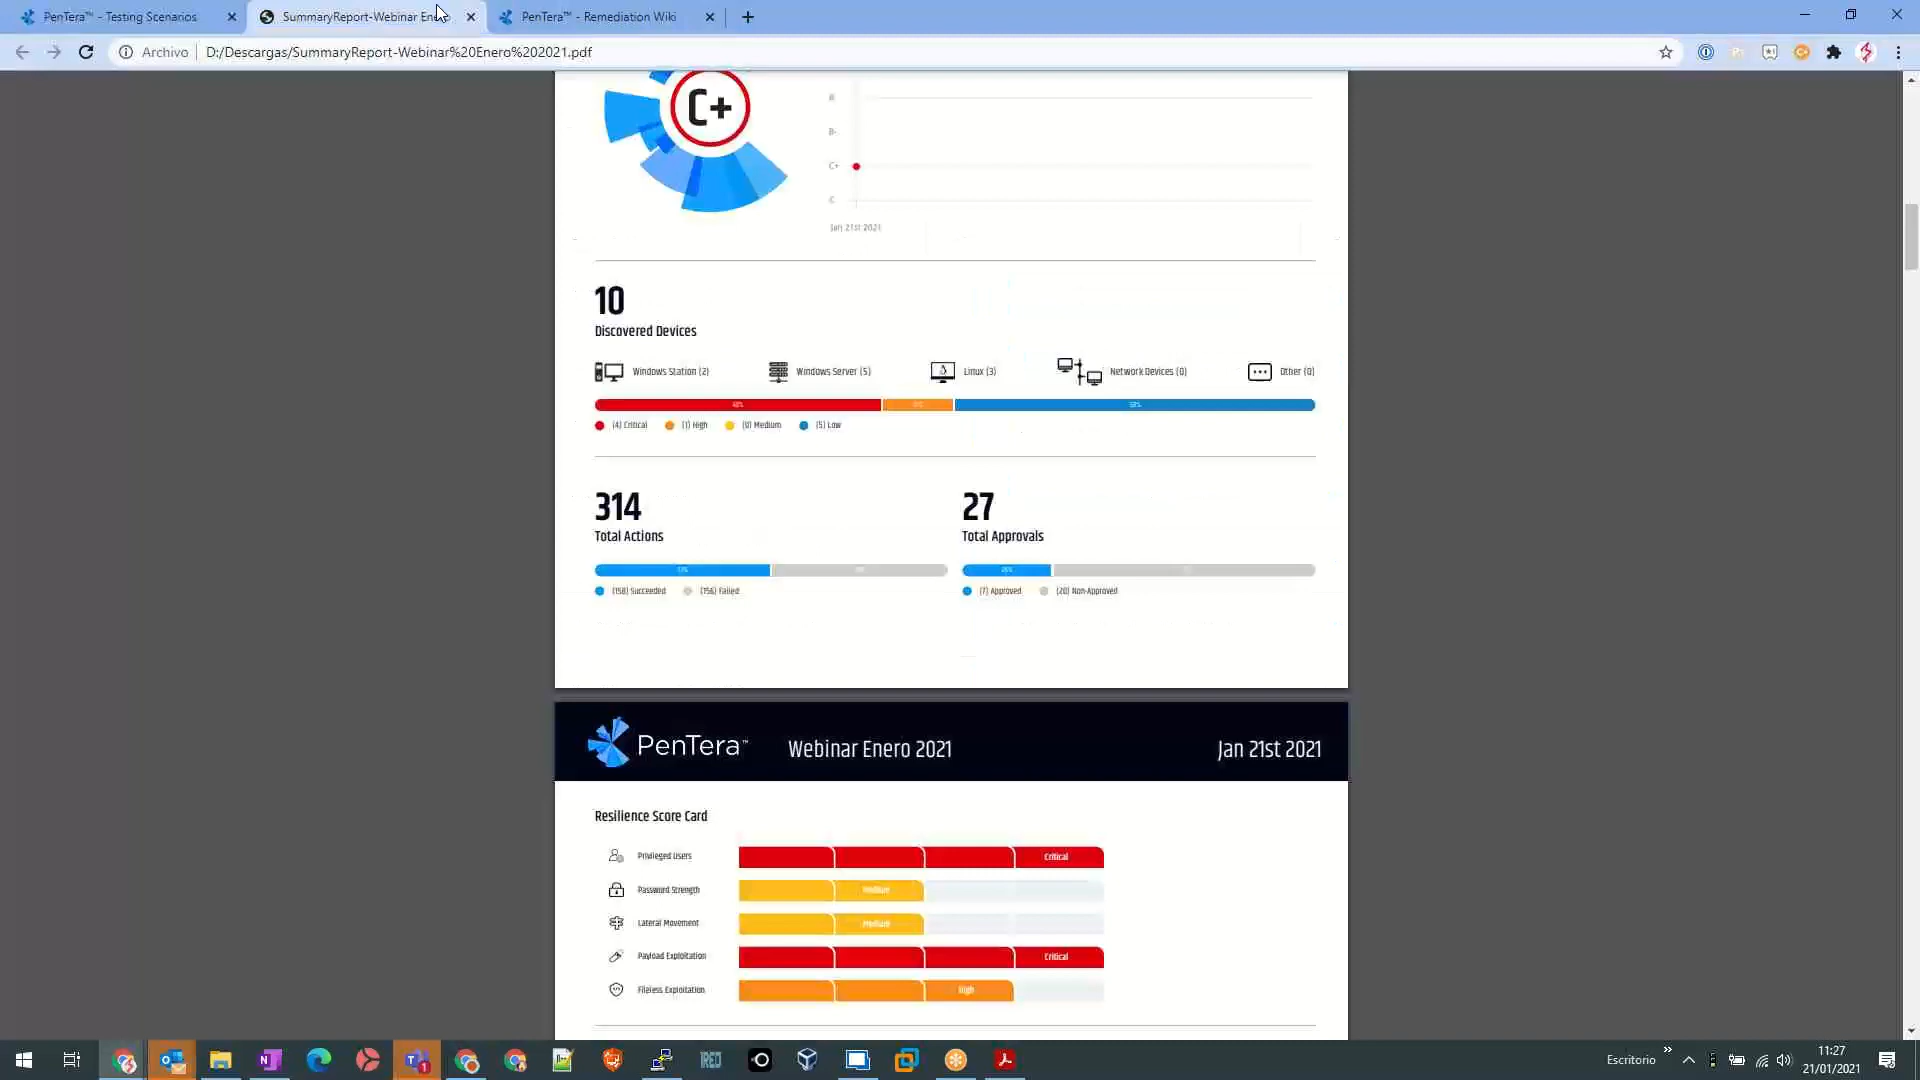 PenTera™ - Testing Scenarios
SummaryReport-Webinar Ene
PenTera™ - Remediation Wiki
Archivo
D:/Descargas/SummaryReport-Webinar%20Enero%202021.pdf
C+
B-
C+
C
Jan 21st 2021
10
Discovered Devices
Windows Station (2)
Windows Server (5)
Linux (3)
Network Devices (0)
Other (0)
40%
50%
(4) Critical
(1) High
(0) Medium
(5) Low
314
Total Actions
27
Total Approvals
(158) Succeeded
(156) Failed
(7) Approved
(20) Non-Approved
PenTera™
Webinar Enero 2021
Jan 21st 2021
Resilience Score Card
Privileged Users
Critical
Password Strength
Medium
Lateral Movement
Medium
Payload Exploitation
Critical
Fileless Exploitation
High
Escritorio
11:27
21/01/2021